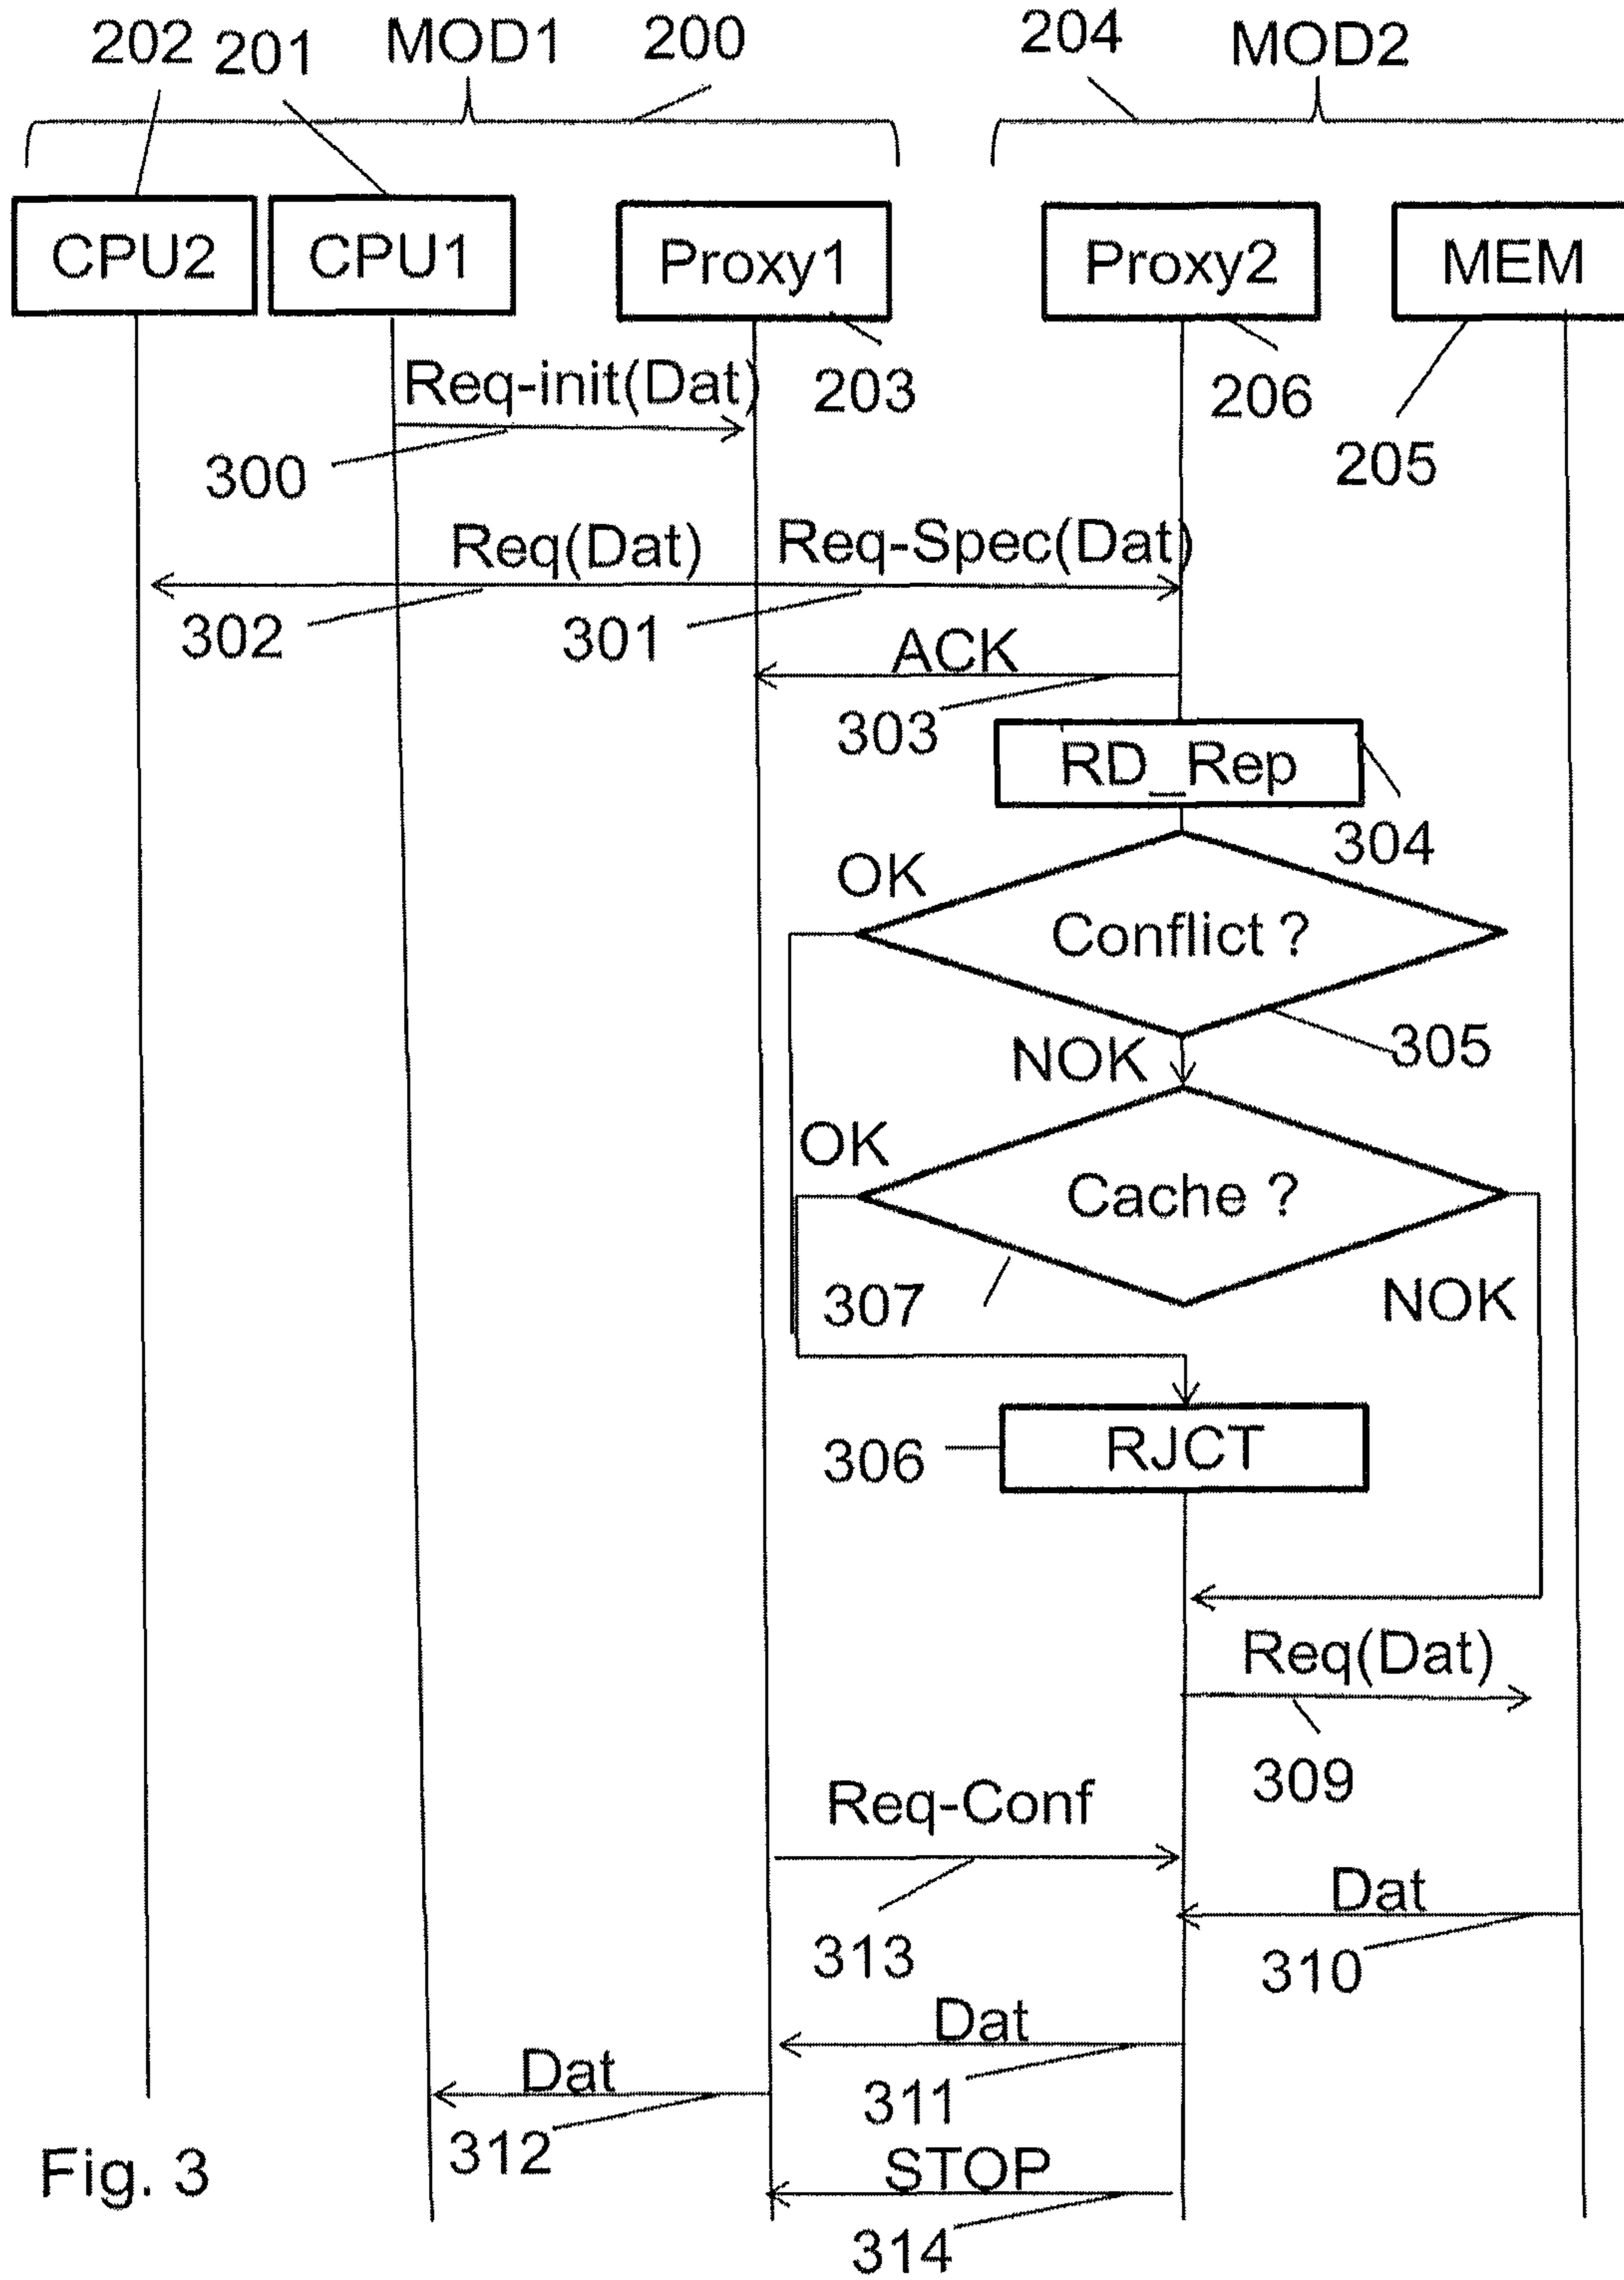 202 201 MOD1 200 204 MOD2
CPU2 CPU1 Proxy1 Proxy2 MEM
203 206 205
Req-init(Dat)
300
Req(Dat) Req-Spec(Dat)
302 301
ACK
303
RD_Rep
304
OK
Conflict ?
305
NOK
OK
Cache ?
307 NOK
306 RJCT
Req(Dat)
309
Req-Conf
313
Dat
310
Dat
311
Dat
312
STOP
314
Fig. 3